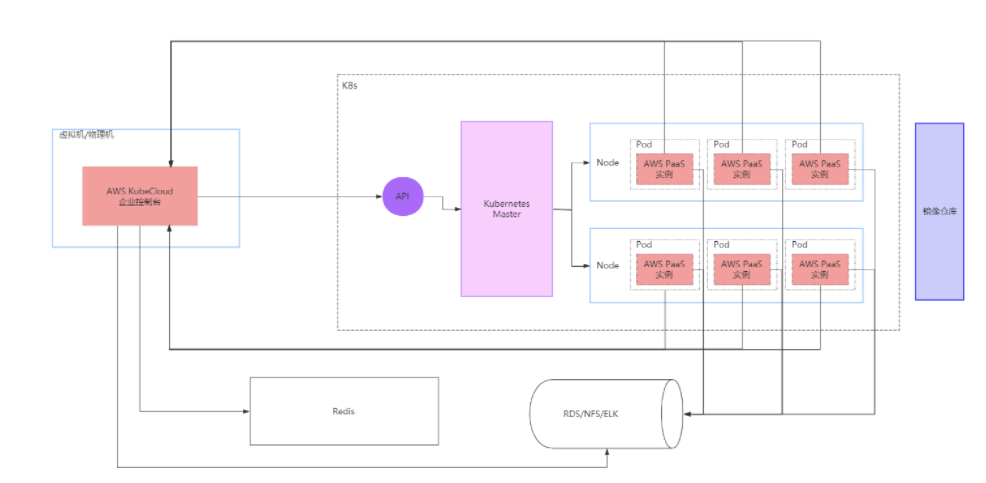 K8s
虚拟机/物理机
AWS KubeCloud
企业控制台
API
Kubernetes
Master
Node
Pod
AWS PaaS
实例
Pod
AWS PaaS
实例
Pod
AWS PaaS
实例
Node
Pod
AWS PaaS
实例
Pod
AWS PaaS
实例
Pod
AWS PaaS
实例
镜像仓库
Redis
RDS/NFS/ELK